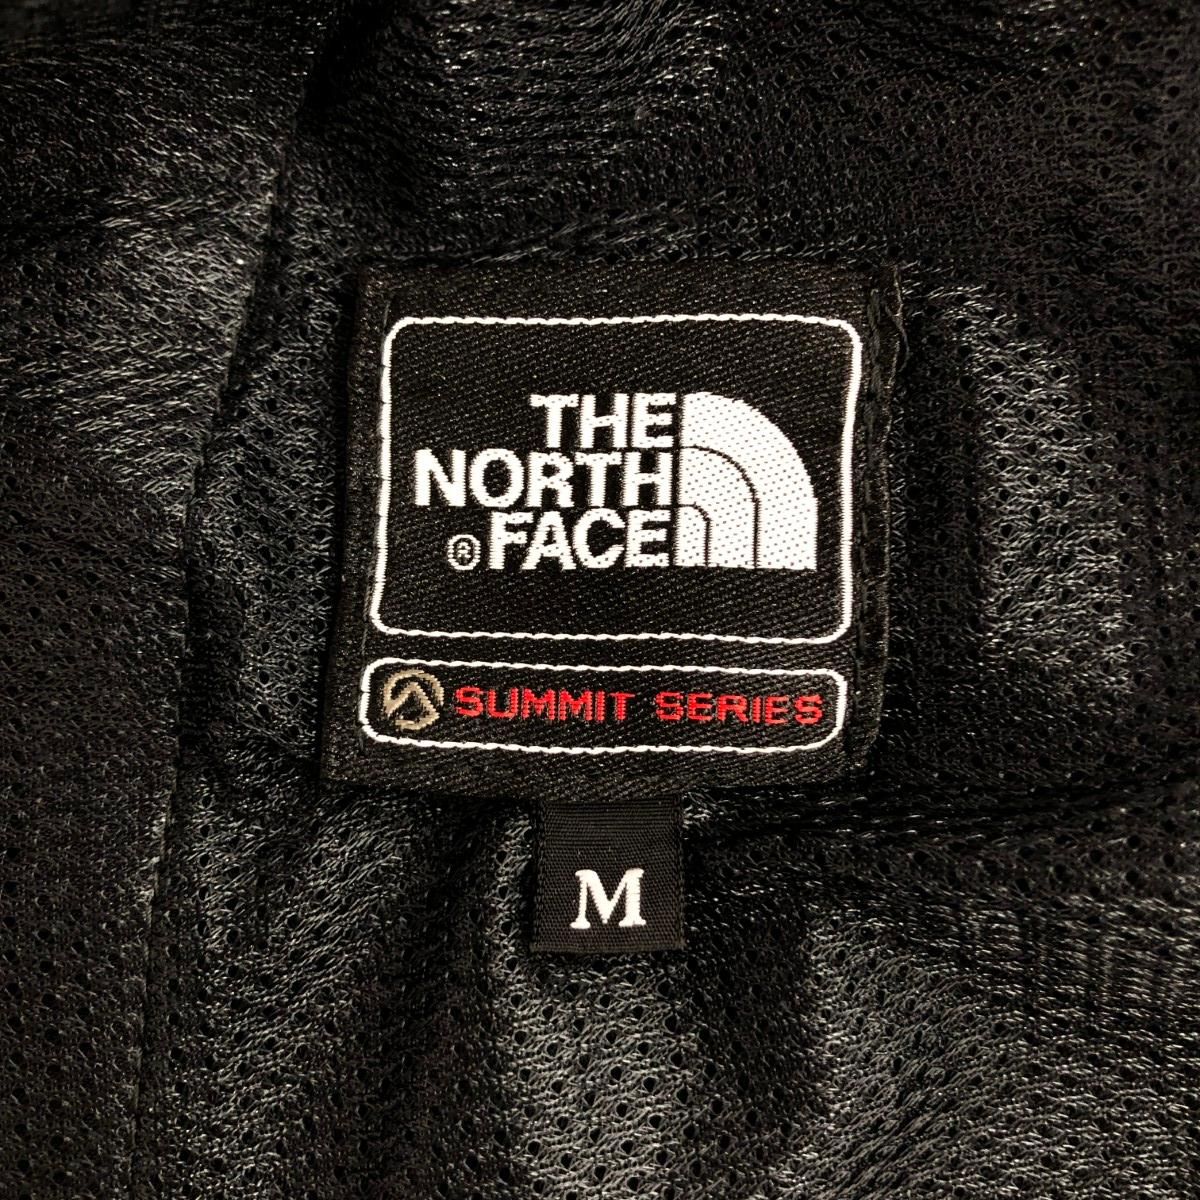 THE
NORTH
®FACE
SUMMIT SERIES
M